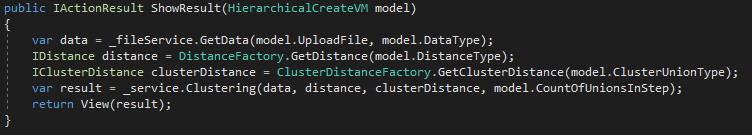 public IActionResult ShowResult(HierarchicalCreateVM model)
{
var data = _fileService.GetData(model.UploadFile, model.DataType);
IDistance distance = DistanceFactory.GetDistance(model.DistanceType);
IClusterDistance clusterDistance = ClusterDistanceFactory.GetClusterDistance(model.ClusterUnionType);
var result = _service.Clustering(data, distance, clusterDistance, model.CountOfUnionsInStep);
return View(result);
}